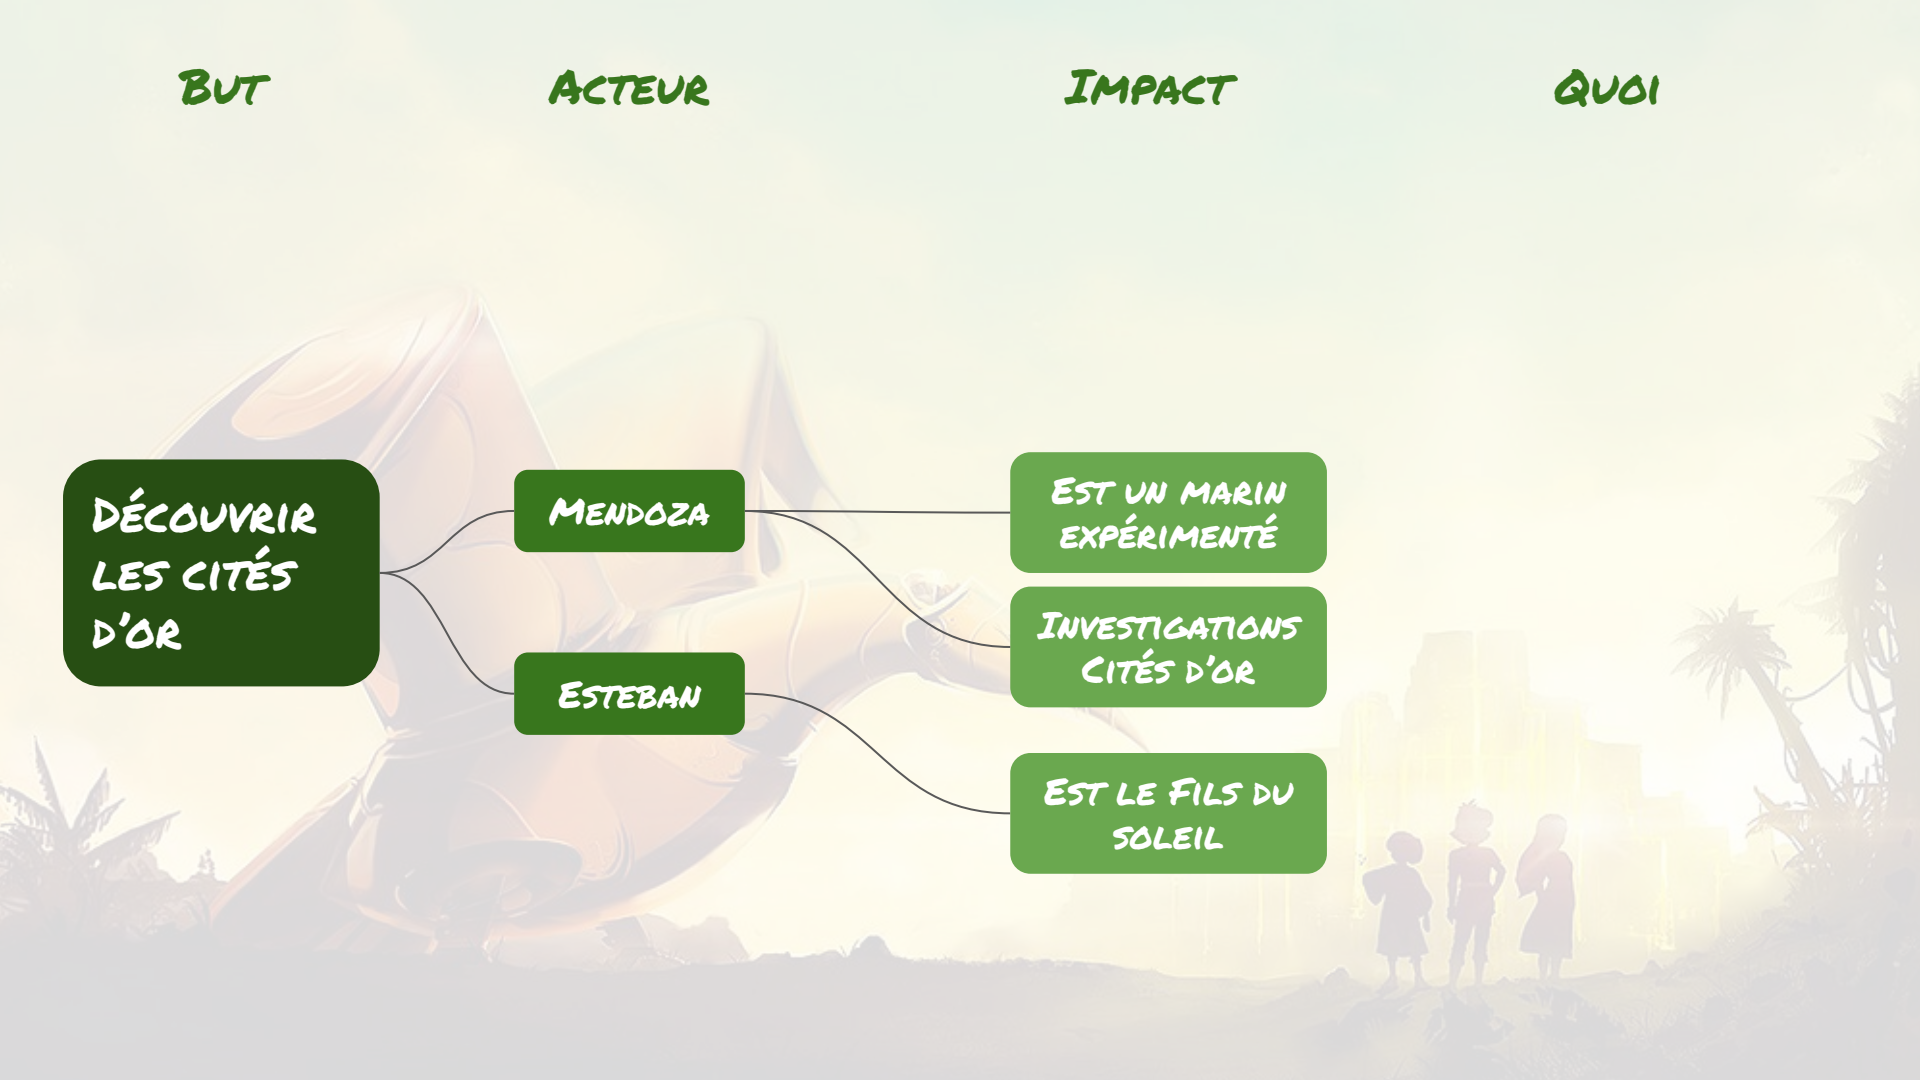 But
Acteur
Impact
Quoi
Découvrir
les cités
d’or
Mendoza
Esteban
Est un marin
expérimenté
Investigations
Cités d’or
Est le Fils du
soleil